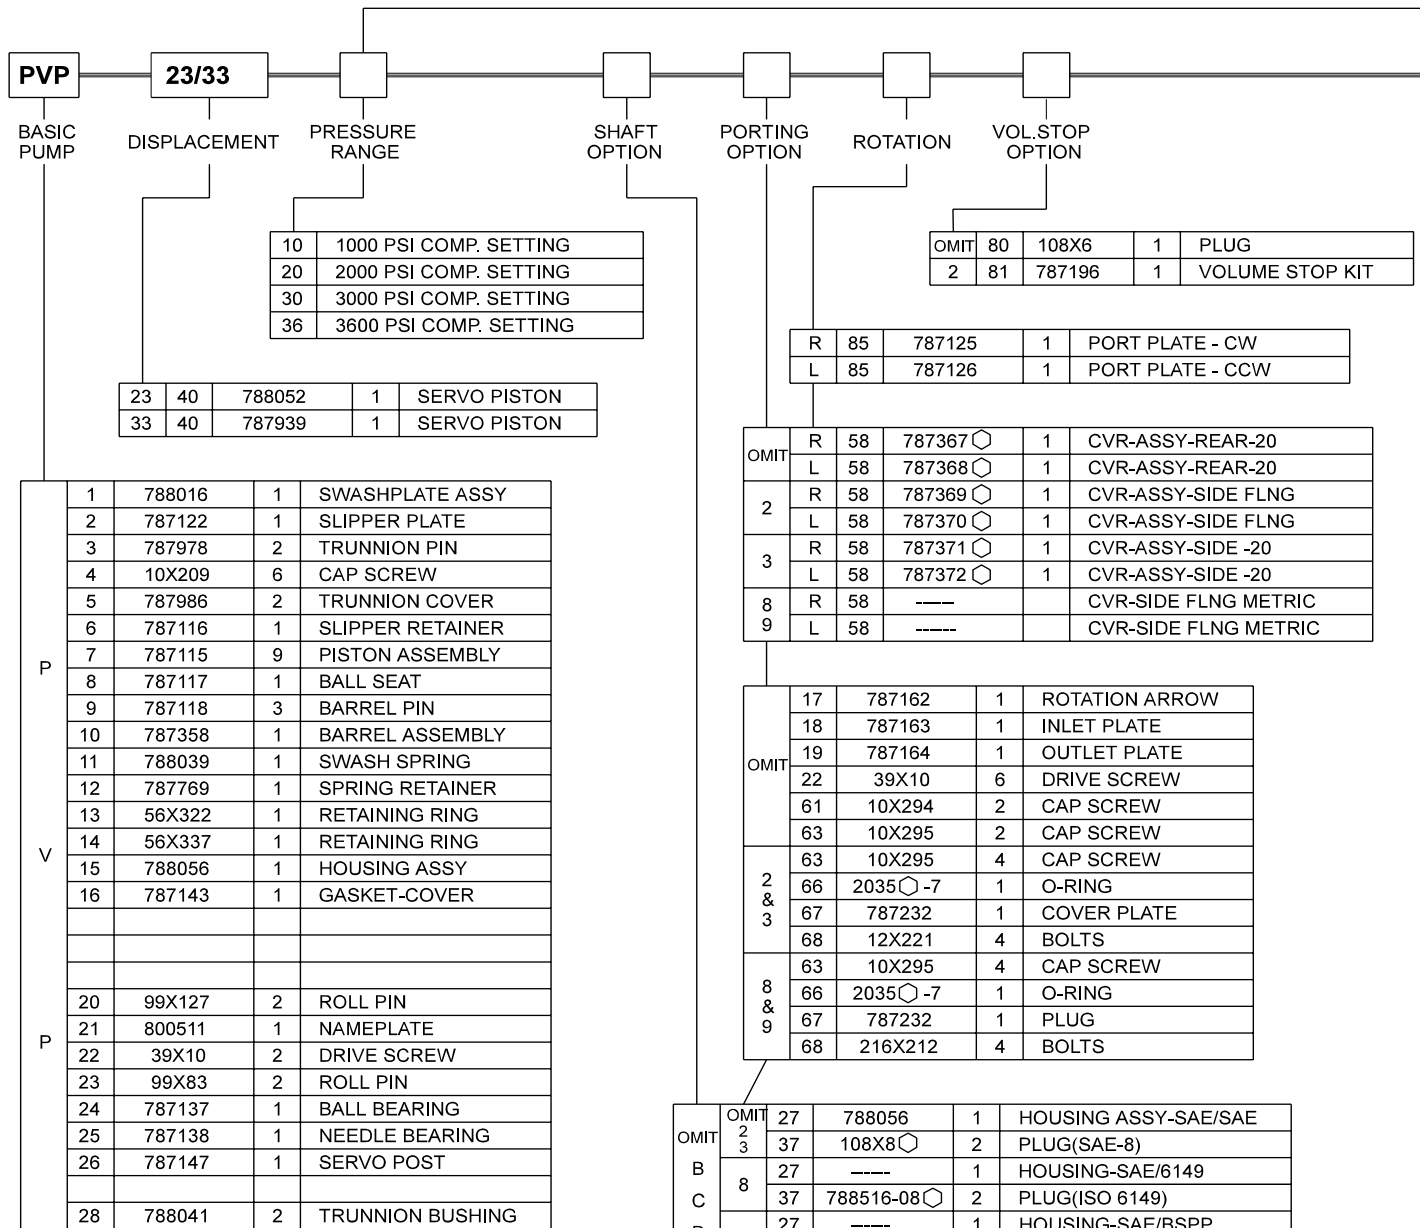 PVP 23/33
BASIC PUMP
DISPLACEMENT
PRESSURE RANGE
SHAFT OPTION
PORTING OPTION
ROTATION
VOL.STOP OPTION
10 1000 PSI COMP. SETTING
20 2000 PSI COMP. SETTING
30 3000 PSI COMP. SETTING
36 3600 PSI COMP. SETTING
OMIT 80 108X6 1 PLUG
2 81 787196 1 VOLUME STOP KIT
R 85 787125 1 PORT PLATE - CW
L 85 787126 1 PORT PLATE - CCW
23 40 788052 1 SERVO PISTON
33 40 787939 1 SERVO PISTON
OMIT
R 58 787367⬡ 1 CVR-ASSY-REAR-20
L 58 787368⬡ 1 CVR-ASSY-REAR-20
2
R 58 787369⬡ 1 CVR-ASSY-SIDE FLNG
L 58 787370⬡ 1 CVR-ASSY-SIDE FLNG
3
R 58 787371⬡ 1 CVR-ASSY-SIDE -20
L 58 787372⬡ 1 CVR-ASSY-SIDE -20
8
9
R 58 ------ CVR-SIDE FLNG METRIC
L 58 ------ CVR-SIDE FLNG METRIC
P
V
P
1 788016 1 SWASHPLATE ASSY
2 787122 1 SLIPPER PLATE
3 787978 2 TRUNNION PIN
4 10X209 6 CAP SCREW
5 787986 2 TRUNNION COVER
6 787116 1 SLIPPER RETAINER
7 787115 9 PISTON ASSEMBLY
8 787117 1 BALL SEAT
9 787118 3 BARREL PIN
10 787358 1 BARREL ASSEMBLY
11 788039 1 SWASH SPRING
12 787769 1 SPRING RETAINER
13 56X322 1 RETAINING RING
14 56X337 1 RETAINING RING
15 788056 1 HOUSING ASSY
16 787143 1 GASKET-COVER
20 99X127 2 ROLL PIN
21 800511 1 NAMEPLATE
22 39X10 2 DRIVE SCREW
23 99X83 2 ROLL PIN
24 787137 1 BALL BEARING
25 787138 1 NEEDLE BEARING
26 787147 1 SERVO POST
28 788041 2 TRUNNION BUSHING
OMIT
17 787162 1 ROTATION ARROW
18 787163 1 INLET PLATE
19 787164 1 OUTLET PLATE
22 39X10 6 DRIVE SCREW
61 10X294 2 CAP SCREW
63 10X295 2 CAP SCREW
2
&
3
63 10X295 4 CAP SCREW
66 2035⬡ -7 1 O-RING
67 787232 1 COVER PLATE
68 12X221 4 BOLTS
8
&
9
63 10X295 4 CAP SCREW
66 2035⬡ -7 1 O-RING
67 787232 1 PLUG
68 216X212 4 BOLTS
OMIT
B
C
OMIT
2
3
27 788056 1 HOUSING ASSY-SAE/SAE
37 108X8⬡ 2 PLUG(SAE-8)
8
27 ------ 1 HOUSING-SAE/6149
37 788516-08⬡ 2 PLUG(ISO 6149)
27 ------ 1 HOUSING-SAE/BSPP